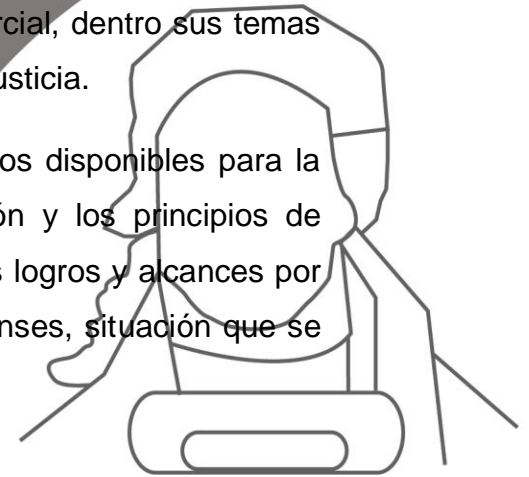 rcial, dentro sus temas
usticia.
os disponibles para la
ón y los principios de
s logros y alcances por
enses, situación que se